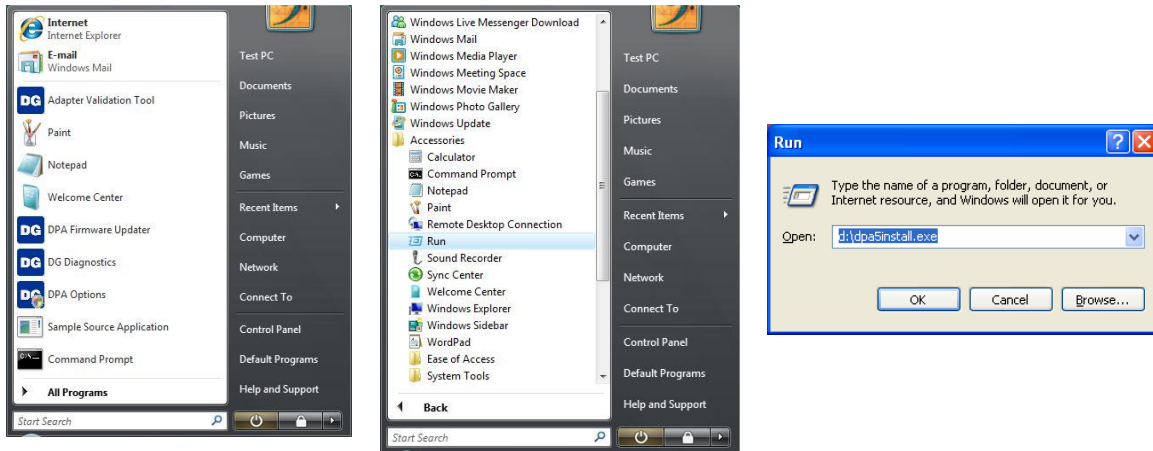 Internet
Internet Explorer
E-mail
Windows Mail
DG Adapter Validation Tool
Paint
Notepad
Welcome Center
DG DPA Firmware Updater
DG DG Diagnostics
DG DPA Options
Sample Source Application
C:\_ Command Prompt
All Programs
Start Search
Test PC
Documents
Pictures
Music
Games
Recent Items
Computer
Network
Connect To
Control Panel
Default Programs
Help and Support
Windows Live Messenger Download
Windows Mail
Windows Media Player
Windows Meeting Space
Windows Movie Maker
Windows Photo Gallery
Windows Update
Accessories
Calculator
Command Prompt
Notepad
Paint
Remote Desktop Connection
Run
Sound Recorder
Sync Center
Welcome Center
Windows Explorer
Windows Sidebar
WordPad
Ease of Access
System Tools
Back
Start Search
Test PC
Documents
Pictures
Music
Games
Recent Items
Computer
Network
Connect To
Control Panel
Default Programs
Help and Support
Run
Type the name of a program, folder, document, or
Internet resource, and Windows will open it for you.
Open: d:\dpa5install.exe
OK Cancel Browse...